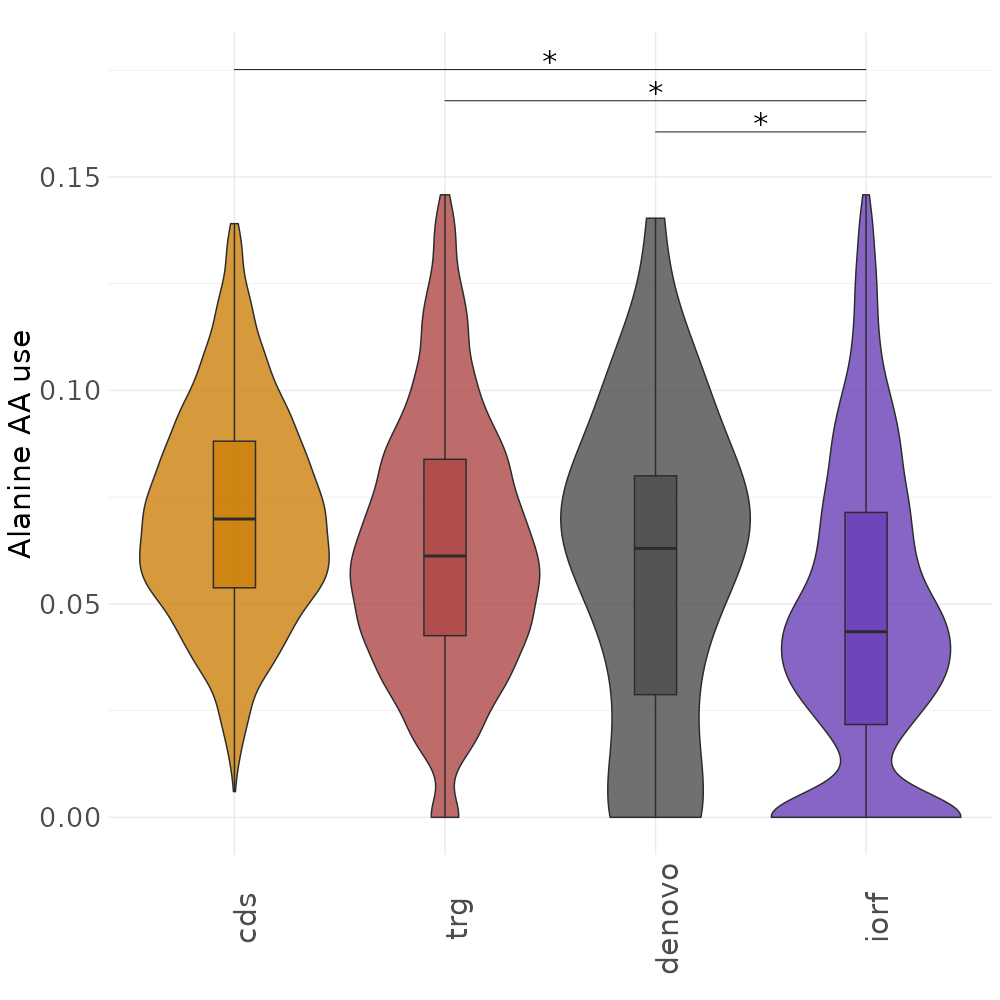 *
*
*
0.15
0.10
0.05
0.00
Alanine AA use
cds
trg
denovo
iorf